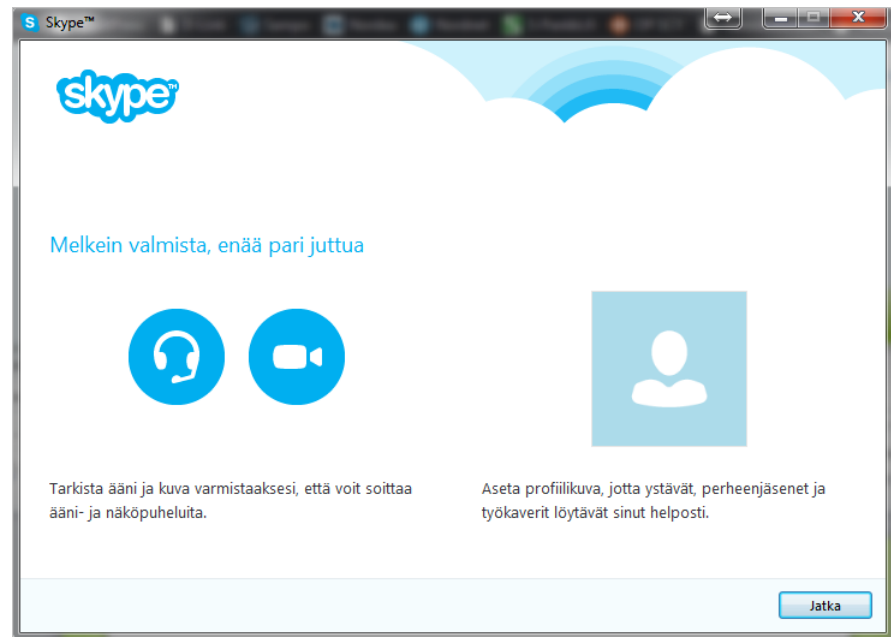 Skype™
skype™
Melkein valmista, enää pari juttua
Tarkista ääni ja kuva varmistaaksesi, että voit soittaa
ääni- ja näköpuheluita.
Aseta profiilikuva, jotta ystävät, perheenjäsenet ja
työkaverit löytävät sinut helposti.
Jatka